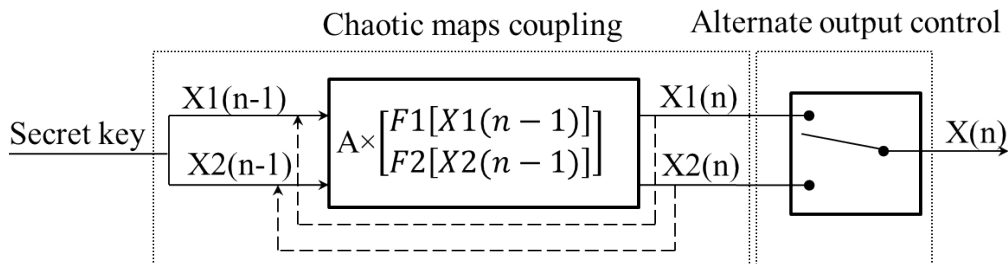 Chaotic maps coupling
Alternate output control
Secret key
X1(n-1)
X2(n-1)
A×[F1[X1(n − 1)]
F2[X2(n − 1)]]
X1(n)
X2(n)
X(n)